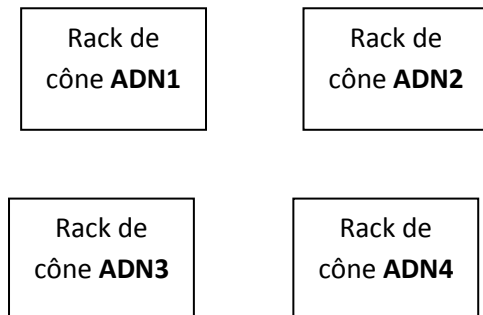 Rack de
cône ADN1
Rack de
cône ADN2
Rack de
cône ADN3
Rack de
cône ADN4